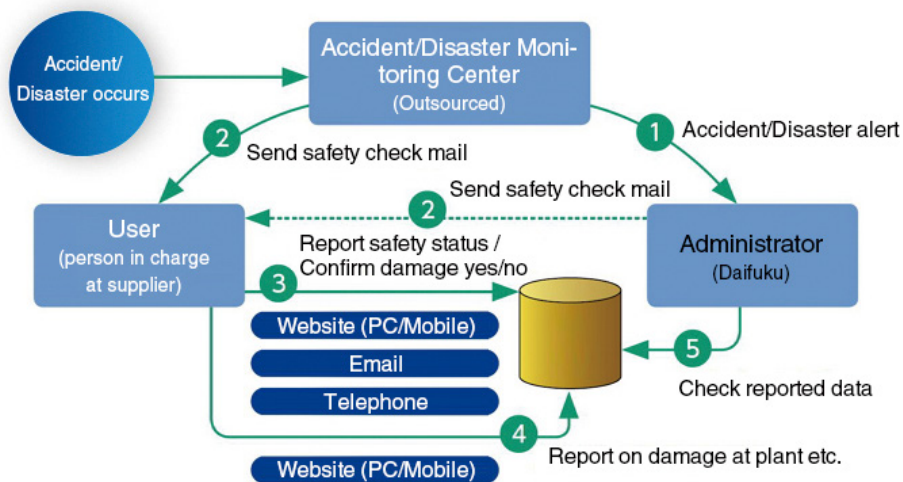 Accident/
Disaster occurs
Accident/Disaster Moni-
toring Center
(Outsourced)
1
Accident/Disaster alert
2
Send safety check mail
Send safety check mail
2
User
(person in charge
at supplier)
Administrator
(Daifuku)
Report safety status /
Confirm damage yes/no
3
Website (PC/Mobile)
Email
Telephone
5
Check reported data
4
Report on damage at plant etc.
Website (PC/Mobile)